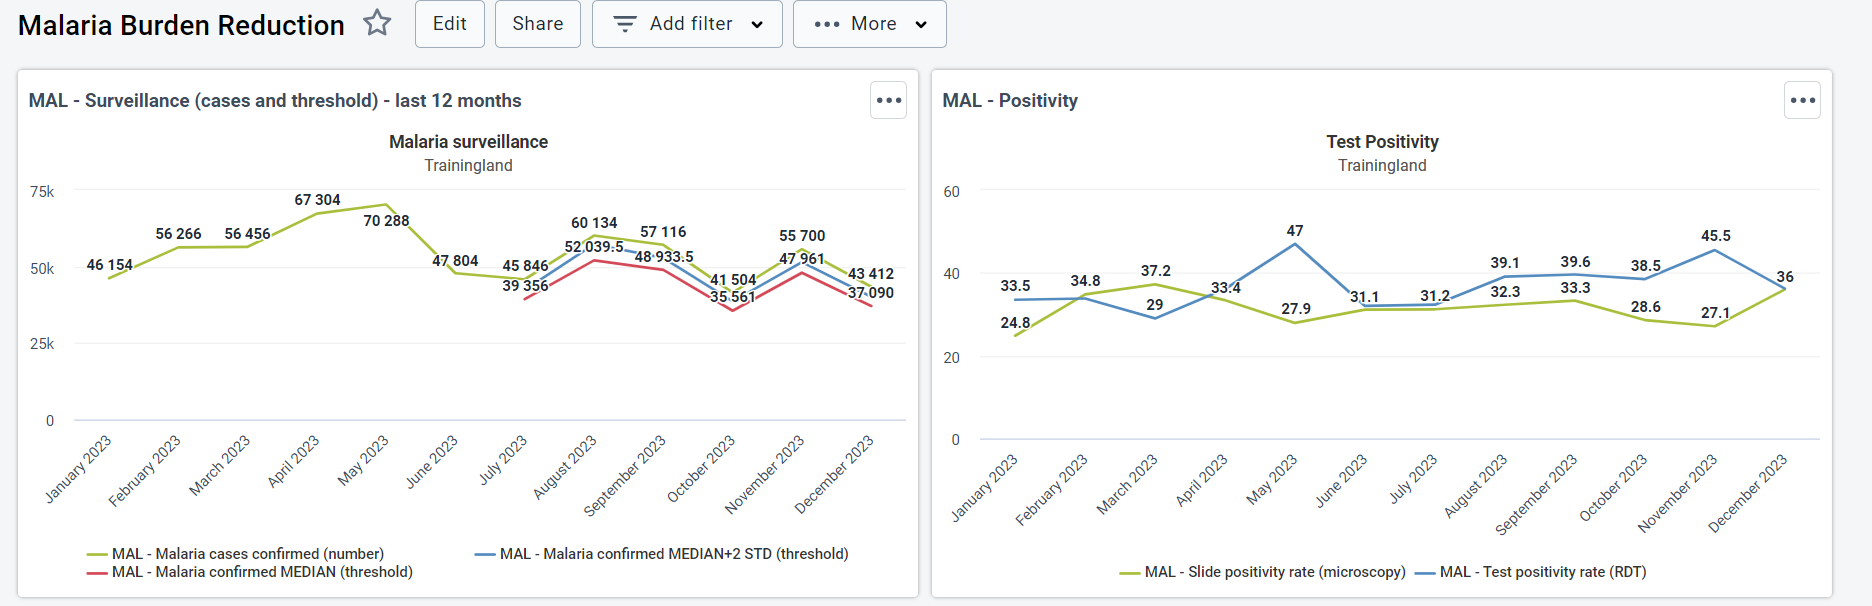 Malaria Burden Reduction
Edit
Share
Add filter
More
MAL - Surveillance (cases and threshold) - last 12 months
Malaria surveillance
Trainingland
75k
50k
25k
0
46 154
56 266
56 456
67 304
70 288
47 804
45 846
39 356
60 134
52 039.5
57 116
48 933.5
41 504
35 561
55 700
47 961
43 412
37 090
January 2023
February 2023
March 2023
April 2023
May 2023
June 2023
July 2023
August 2023
September 2023
October 2023
November 2023
December 2023
MAL - Malaria cases confirmed (number)
MAL - Malaria confirmed MEDIAN+2 STD (threshold)
MAL - Malaria confirmed MEDIAN (threshold)
MAL - Positivity
Test Positivity
Trainingland
60
40
20
0
33.5
24.8
34.8
37.2
29
33.4
47
27.9
31.1
31.2
39.1
32.3
39.6
33.3
38.5
28.6
45.5
27.1
36
January 2023
February 2023
March 2023
April 2023
May 2023
June 2023
July 2023
August 2023
September 2023
October 2023
November 2023
December 2023
MAL - Slide positivity rate (microscopy)
MAL - Test positivity rate (RDT)